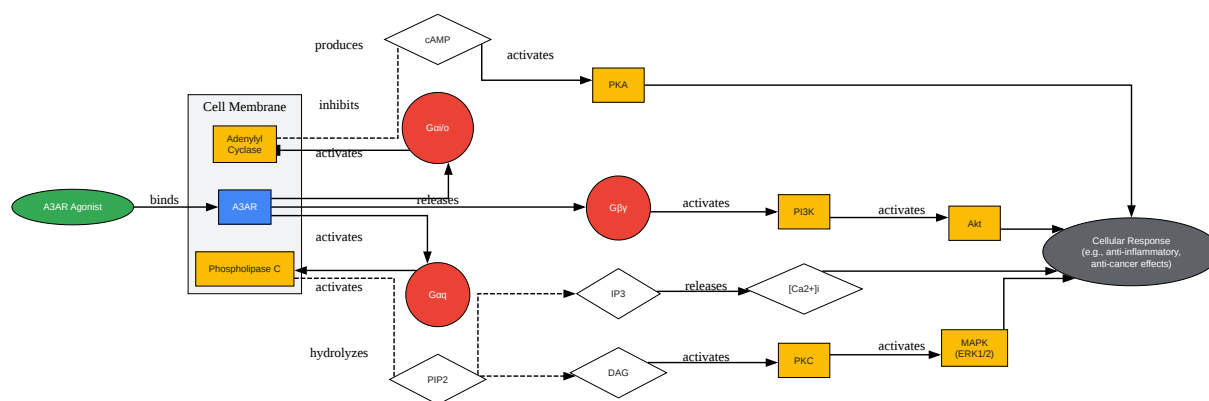 cAMP
produces
activates
PKA
Cell Membrane
inhibits
Gαi/o
Adenylyl
Cyclase
activates
A3AR Agonist
binds
A3AR
releases
Gβγ
activates
PI3K
activates
Akt
activates
Cellular Response
(e.g., anti-inflammatory,
anti-cancer effects)
Phospholipase C
activates
Gαq
IP3
releases
[Ca2+]i
hydrolyzes
PIP2
DAG
activates
PKC
activates
MAPK
(ERK1/2)